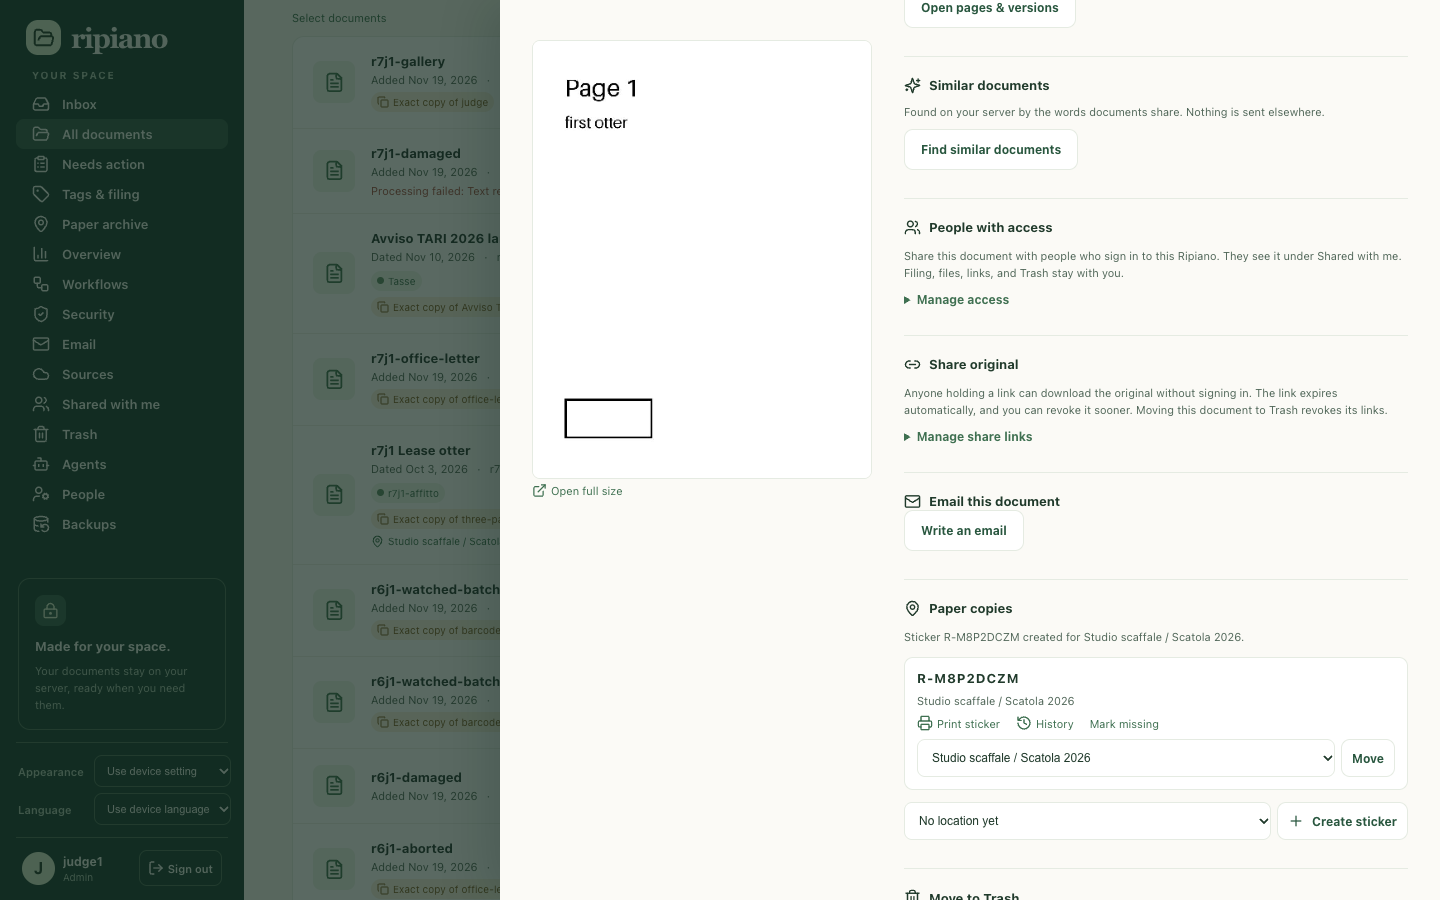 ripiano
YOUR SPACE
Inbox
All documents
Needs action
Tags & filing
Paper archive
Overview
Workflows
Security
Email
Sources
Shared with me
Trash
Agents
People
Backups
Made for your space.
Your documents stay on your
server, ready when you need
them.
Appearance
Use device setting
Language
Use device language
J
judge1
Admin
Sign out
Select documents
r7j1-gallery
Added Nov 19, 2026 ·
Exact copy of judge
r7j1-damaged
Added Nov 19, 2026 ·
Processing failed: Text re
Avviso TARI 2026 la
Dated Nov 10, 2026 · r
Tasse
Exact copy of Avviso T
r7j1-office-letter
Added Nov 19, 2026 ·
Exact copy of office-le
r7j1 Lease otter
Dated Oct 3, 2026 · r7
r7j1-affitto
Exact copy of three-pa
Studio scaffale / Scatol
r6j1-watched-batch
Added Nov 19, 2026 ·
Exact copy of barcode
r6j1-watched-batch
Added Nov 19, 2026 ·
Exact copy of barcode
r6j1-damaged
Added Nov 19, 2026 ·
r6j1-aborted
Added Nov 19, 2026 ·
Exact copy of office-le
Page 1
first otter
Open full size
Open pages & versions
Similar documents
Found on your server by the words documents share. Nothing is sent elsewhere.
Find similar documents
People with access
Share this document with people who sign in to this Ripiano. They see it under Shared with me.
Filing, files, links, and Trash stay with you.
Manage access
Share original
Anyone holding a link can download the original without signing in. The link expires
automatically, and you can revoke it sooner. Moving this document to Trash revokes its links.
Manage share links
Email this document
Write an email
Paper copies
Sticker R-M8P2DCZM created for Studio scaffale / Scatola 2026.
R-M8P2DCZM
Studio scaffale / Scatola 2026
Print sticker
History
Mark missing
Studio scaffale / Scatola 2026
Move
No location yet
Create sticker
Move to Trash